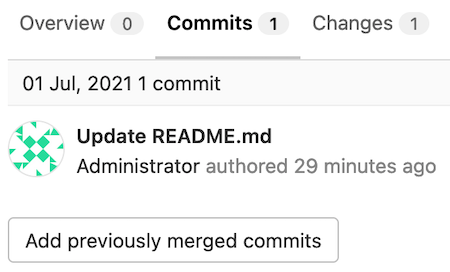 Overview 0 Commits 1 Changes 1
01 Jul, 2021 1 commit
Update README.md
Administrator authored 29 minutes ago
Add previously merged commits